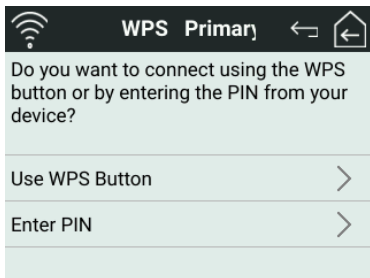 WPS Primary
Do you want to connect using the WPS
button or by entering the PIN from your
device?
Use WPS Button
Enter PIN